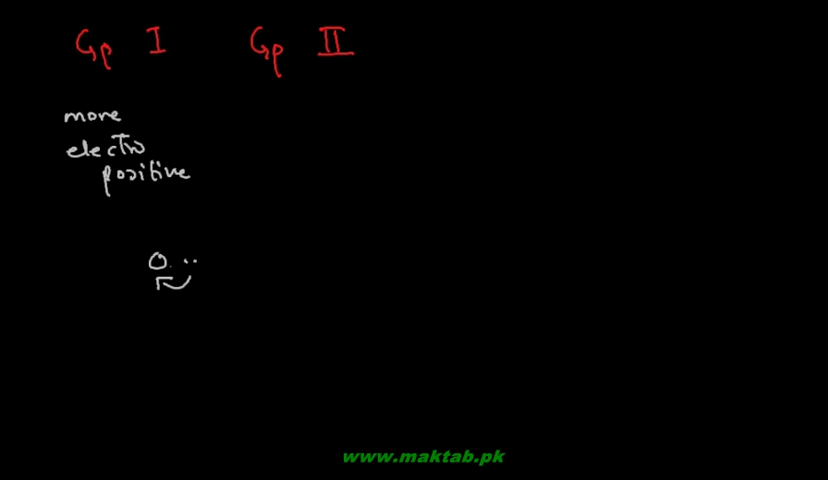 Gp I Gp II
more
electro
positive
O ..
www.maktab.pk